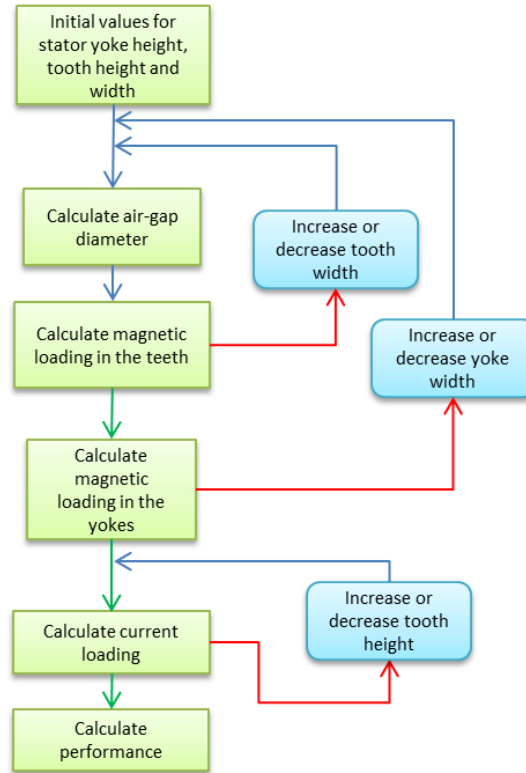 Initial values for
stator yoke height,
tooth height and
width
Calculate air-gap
diameter
Increase or
decrease tooth
width
Calculate magnetic
loading in the teeth
Increase or
decrease yoke
width
Calculate
magnetic
loading in the
yokes
Increase or
decrease tooth
height
Calculate current
loading
Calculate
performance